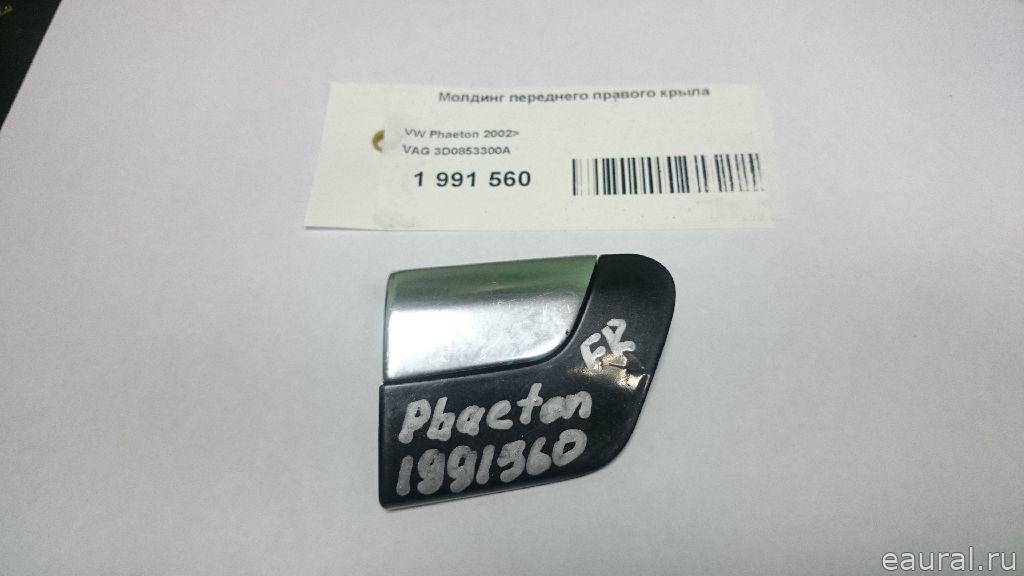 Молдинг переднего правого крыла
VW Phaeton 2002>
VAG 3D0853300A
1 991 560
FR
Phaeton
1991560
eaural.ru